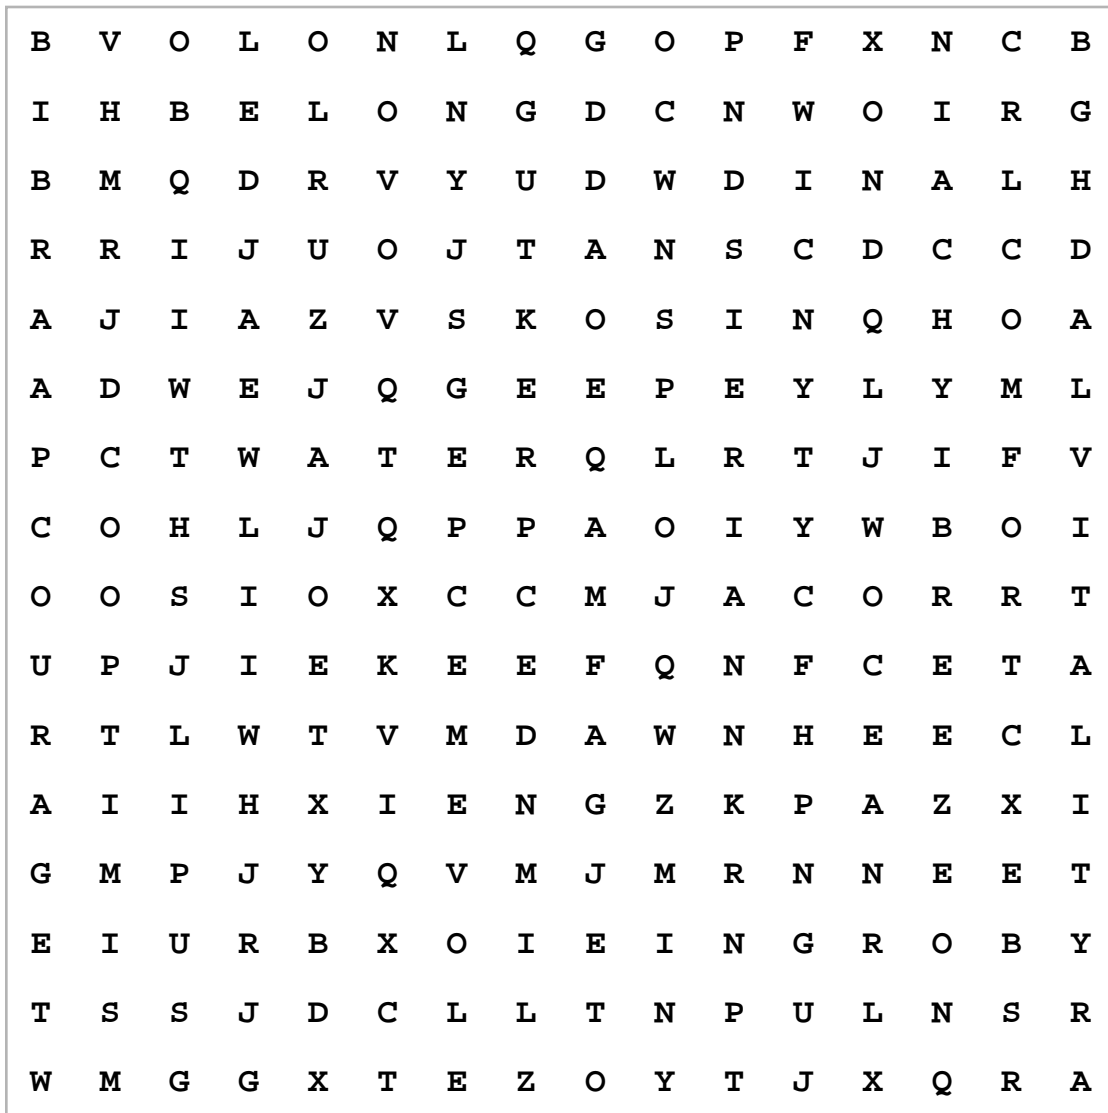 B V O L O N L Q G O P F X N C B
I H B E L O N G D C N W O I R G
B M Q D R V Y U D W D I N A L H
R R I J U O J T A N S C D C C D
A J I A Z V S K O S I N Q H O A
A D W E J Q G E E P E Y L Y M L
P C T W A T E R Q L R T J I F V
C O H L J Q P P A O I Y W B O I
O O S I O X C C M J A C O R R T
U P J I E K E E F Q N F C E T A
R T L W T V M D A W N H E E C L
A I I H X I E N G Z K P A Z X I
G M P J Y Q V M J M R N N E E T
E I U R B X O I E I N G R O B Y
T S S J D C L L T N P U L N S R
W M G G X T E Z O Y T J X Q R A